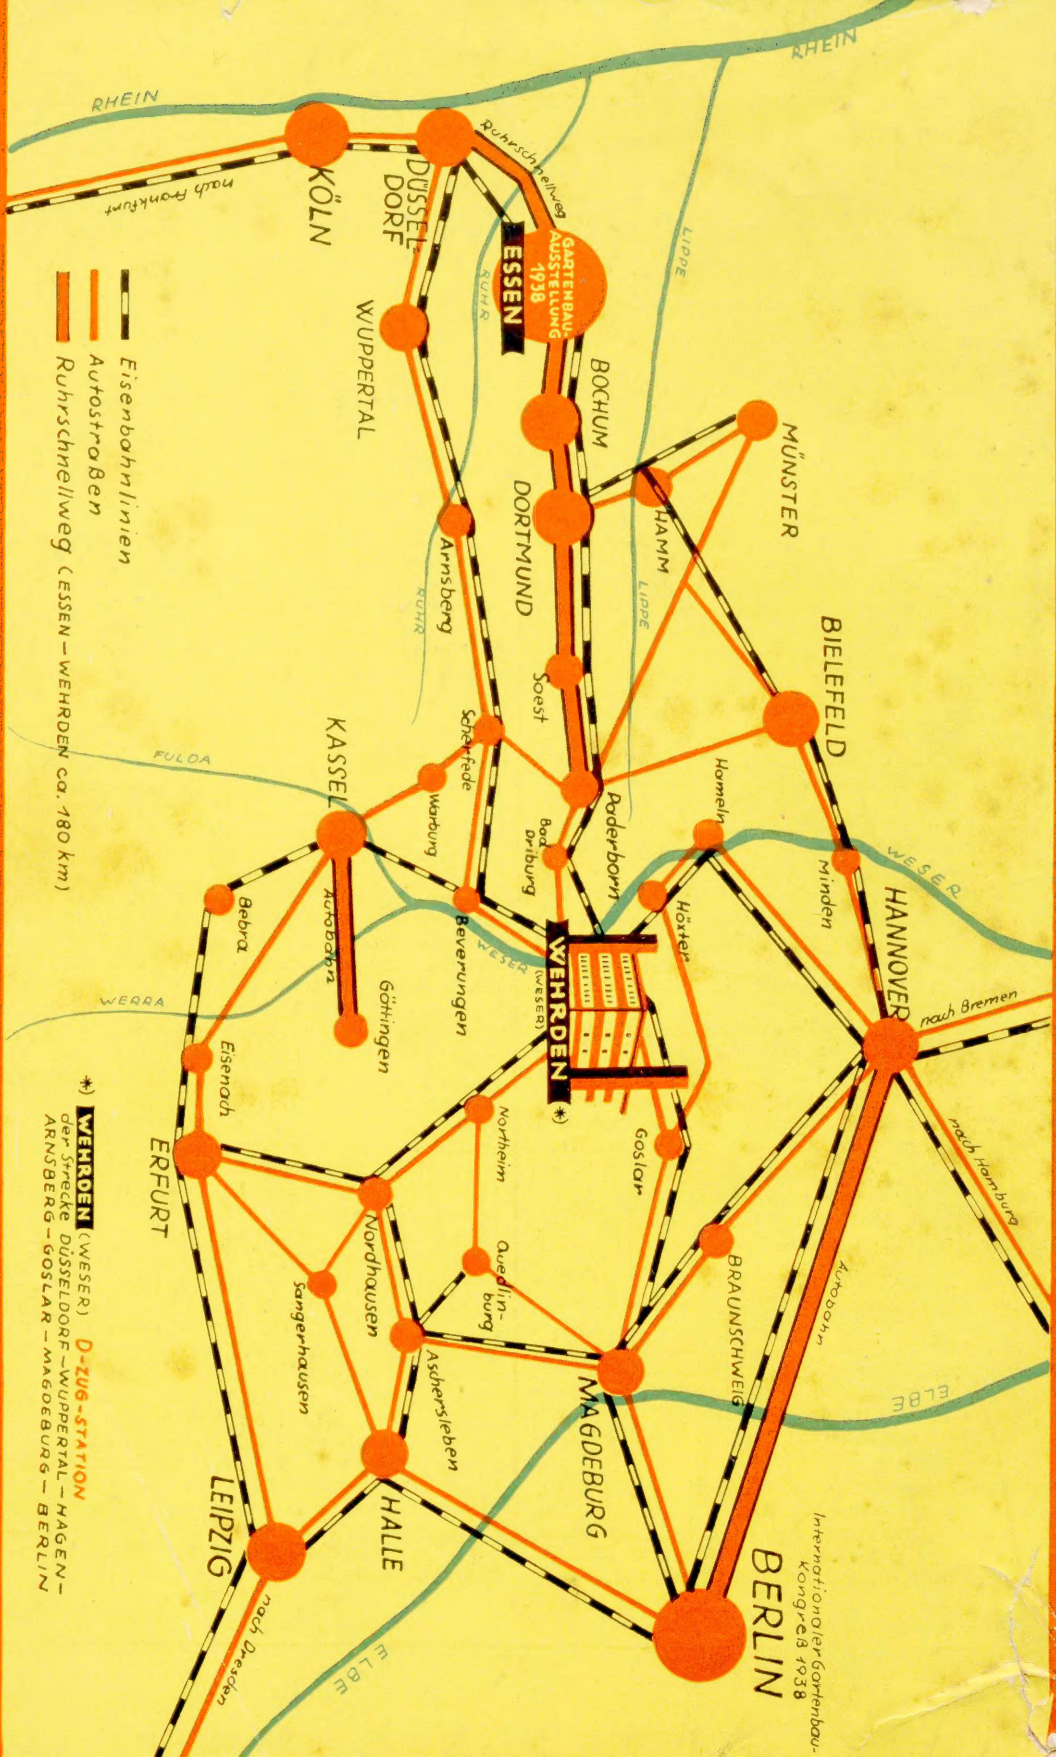 RHEIN
RHEIN
nach Frankfurt
KÖLN
DÜSSEL-
DORF
Ruhrschnellweg
GARTENBAU-
AUSSTELLUNG
1938
ESSEN
RUHR
LIPPE
WUPPERTAL
BOCHUM
MÜNSTER
HAMM
DORTMUND
LIPPE
Arnsberg
RUHR
Soest
BIELEFELD
Scherfede
Warburg
KASSEL
FULDA
Paderborn
Bad
Driburg
Hameln
Höxter
Minden
WESER
HANNOVER
nach Bremen
nach Hamburg
Beverungen
WESER
WEHRDEN
(WESER)
*)
Bebra
Autobahn
Göttingen
WERRA
Eisenach
ERFURT
Northeim
Goslar
Nordhausen
Quedlin-
burg
Sangerhausen
Aschersleben
BRAUNSCHWEIG
Autobahn
MAGDEBURG
ELBE
HALLE
LEIPZIG
nach Dresden
ELBE
BERLIN
Internationaler Gartenbau-
Kongreß 1938
Eisenbahnlinien
Autostraßen
Ruhrschnellweg (ESSEN – WEHRDEN ca. 180 km)
*) WEHRDEN (WESER) D-ZUG-STATION
der Strecke DÜSSELDORF – WUPPERTAL – HAGEN –
ARNSBERG – GOSLAR – MAGDEBURG – BERLIN